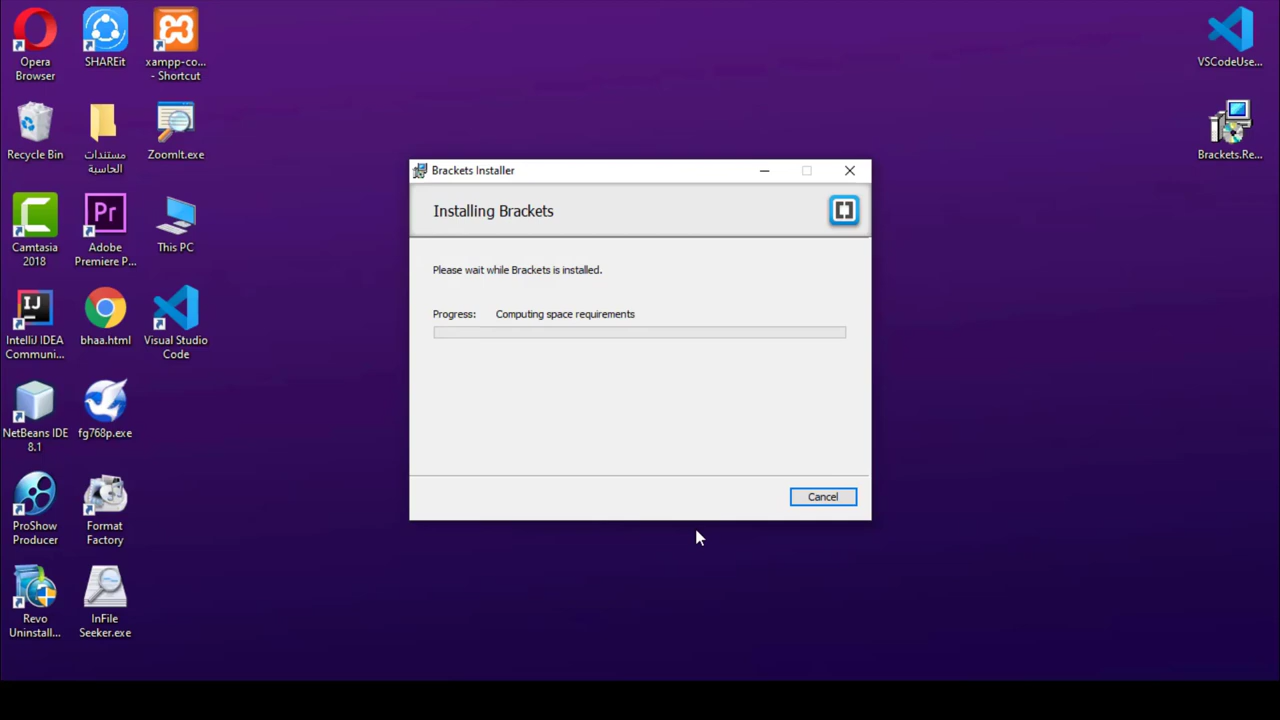 Opera
Browser
SHAREit
xampp-co...
- Shortcut
VSCodeUse...
Recycle Bin
مستندات
الحاسبة
ZoomIt.exe
Brackets.Re...
Brackets Installer
Installing Brackets
Please wait while Brackets is installed.
Progress: Computing space requirements
Cancel
Camtasia
2018
Pr
Adobe
Premiere P...
This PC
IJ
IntelliJ IDEA
Communi...
bhaa.html
Visual Studio
Code
NetBeans IDE
8.1
fg768p.exe
ProShow
Producer
Format
Factory
Revo
Uninstall...
InFile
Seeker.exe